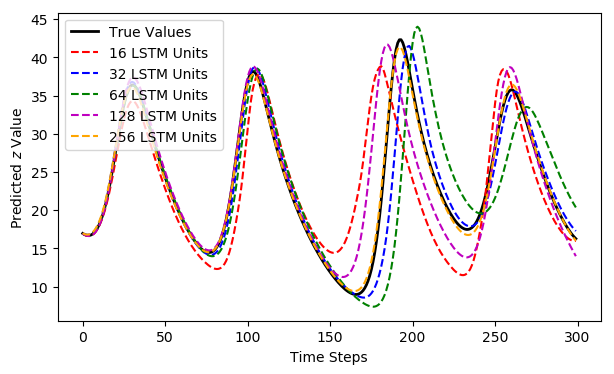 True Values
16 LSTM Units
32 LSTM Units
64 LSTM Units
128 LSTM Units
256 LSTM Units
Predicted z Value
45
40
35
30
25
20
15
10
0 50 100 150 200 250 300
Time Steps